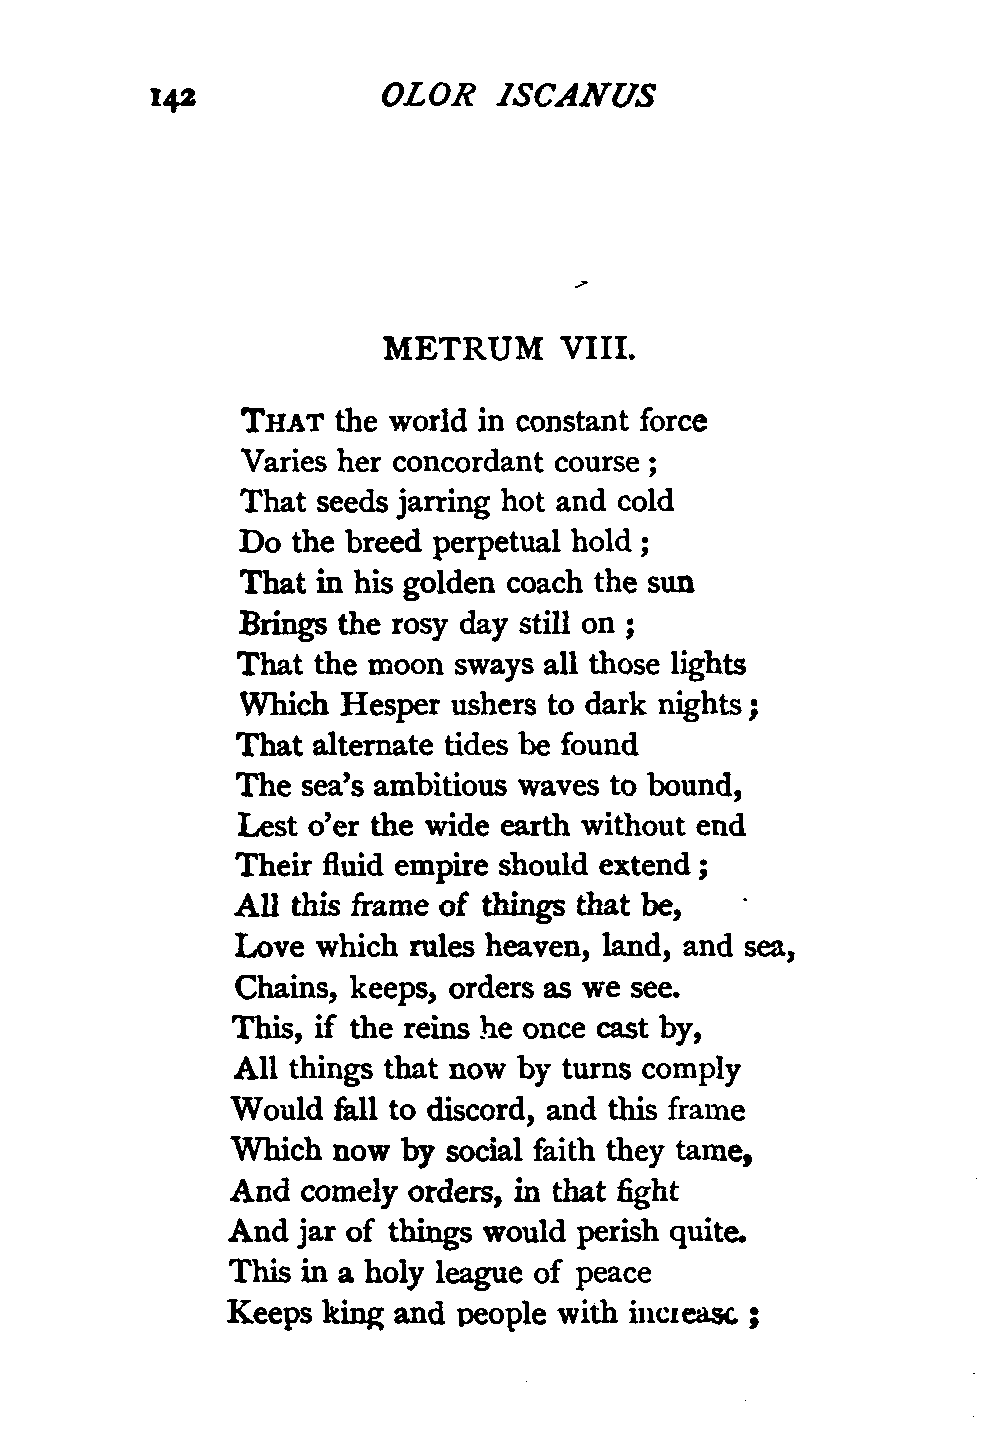 142 OLOR ISCANUS
METRUM VIII.
THAT the world in constant force
Varies her concordant course ;
That seeds jarring hot and cold
Do the breed perpetual hold ;
That in his golden coach the sun
Brings the rosy day still on ;
That the moon sways all those lights
Which Hesper ushers to dark nights ;
That alternate tides be found
The sea's ambitious waves to bound,
Lest o'er the wide earth without end
Their fluid empire should extend ;
All this frame of things that be,
Love which rules heaven, land, and sea,
Chains, keeps, orders as we see.
This, if the reins he once cast by,
All things that now by turns comply
Would fall to discord, and this frame
Which now by social faith they tame,
And comely orders, in that fight
And jar of things would perish quite.
This in a holy league of peace
Keeps king and people with increase ;